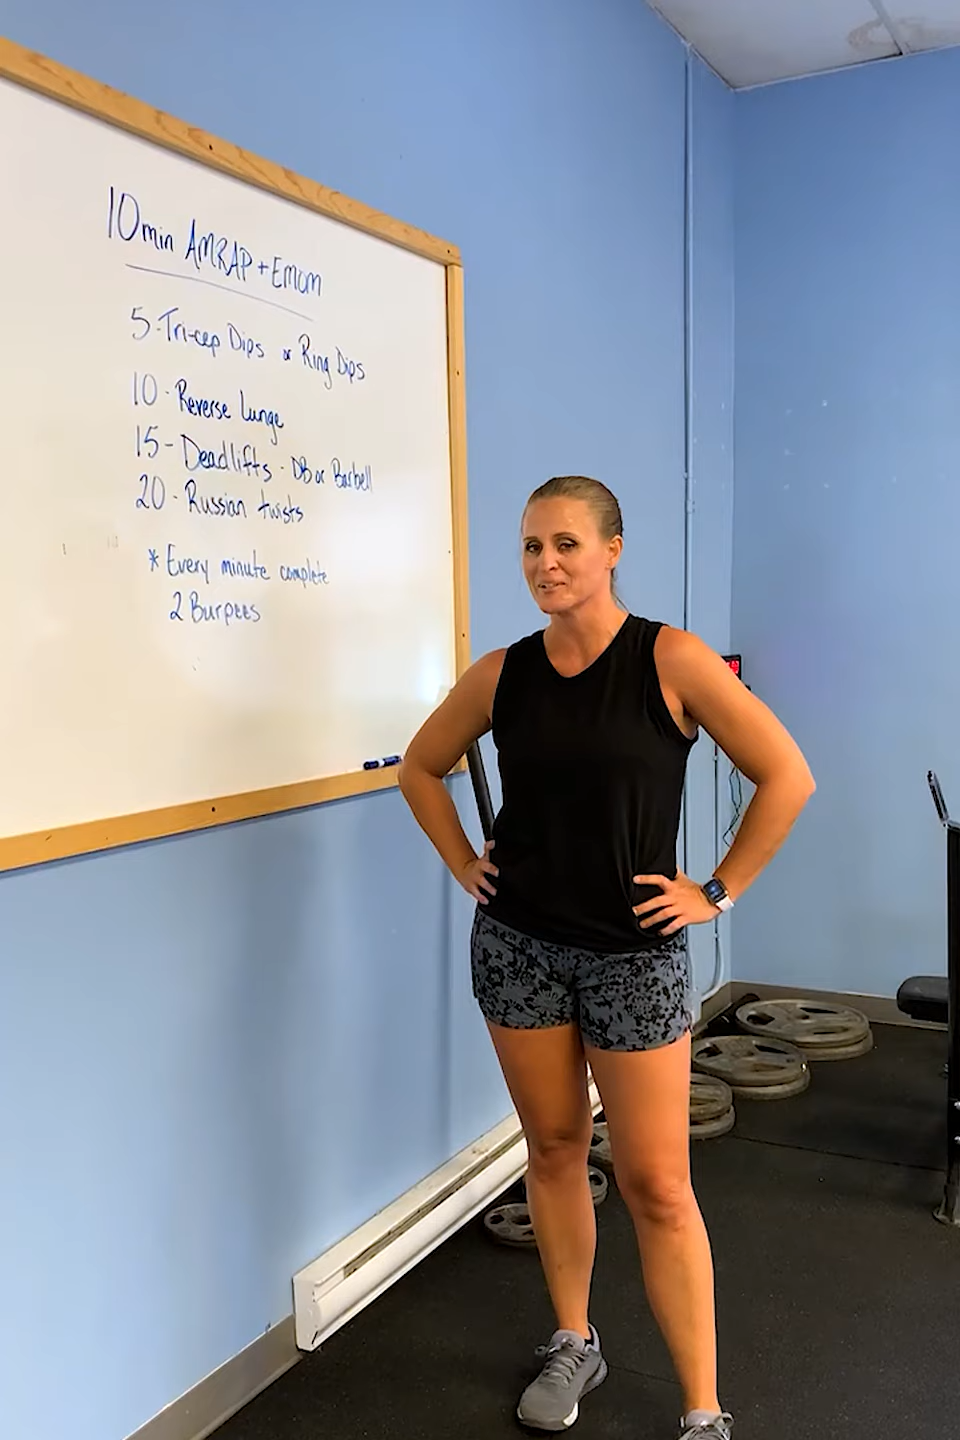 10min AMRAP + EMOM
5-Tri-cep Dips or Ring Dips
10-Reverse Lunge
15-Deadlifts - DB or Barbell
20-Russian twists
* Every minute complete
2 Burpees